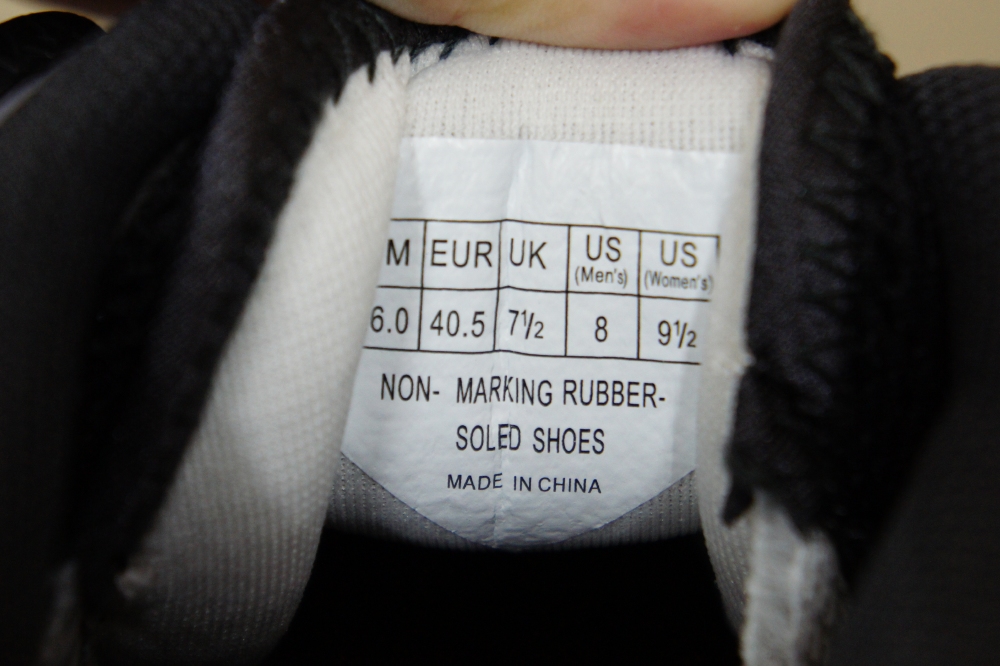 M EUR UK US (Men's) US (Women's)
6.0 40.5 7½ 8 9½
NON- MARKING RUBBER-
SOLED SHOES
MADE IN CHINA